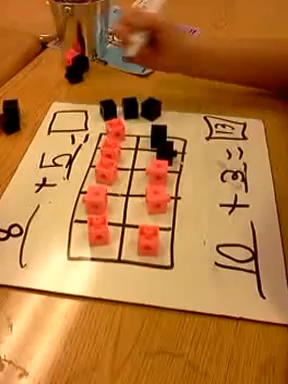 8 + 5 =
10 + 3 = 13